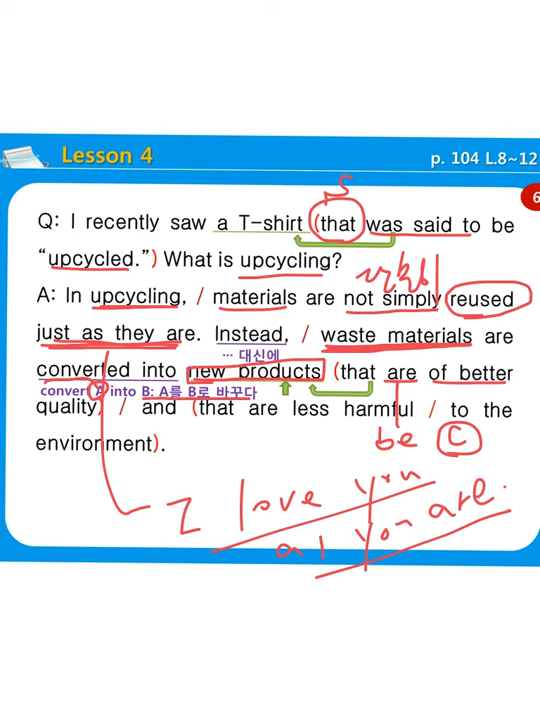 Lesson 4
p. 104 L.8~12
6
S
Q: I recently saw a T-shirt (that was said to be
“upcycled.”) What is upcycling?
A: In upcycling, / materials are not simply reused
just as they are. Instead, / waste materials are
··· 대신에
converted into new products (that are of better
convert A into B: A를 B로 바꾸다
quality) / and (that are less harmful / to the
be C
environment).
I love you
as you are.